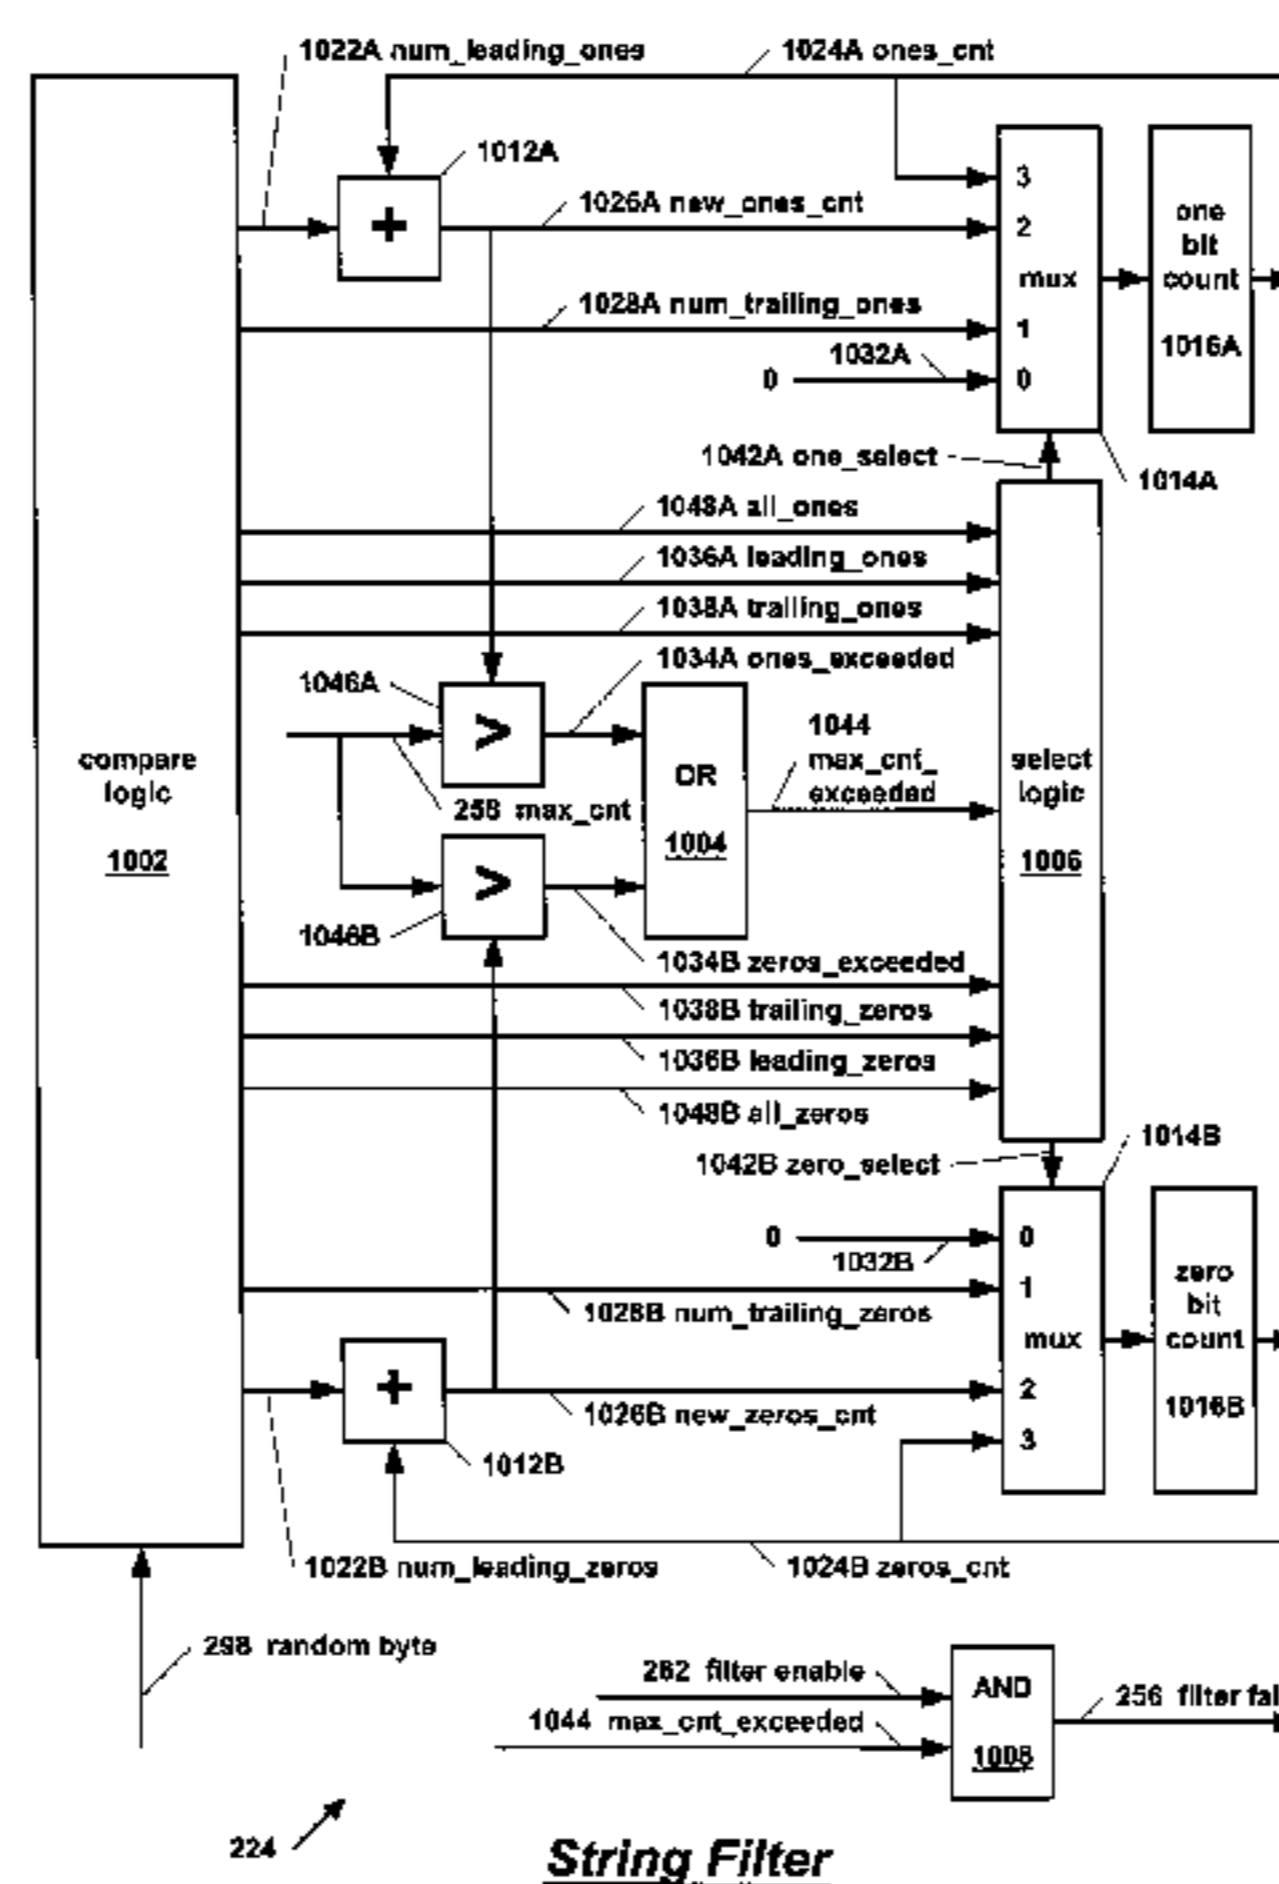 1022A num_leading_ones
1024A ones_cnt
1012A
+
1026A new_ones_cnt
1028A num_trailing_ones
1032A
0
3
2
mux
1
0
one
bit
count
1016A
1042A one_select
1014A
1048A all_ones
1036A leading_ones
1038A trailing_ones
1034A ones_exceeded
1046A
>
258 max_cnt
>
1046B
OR
1004
1044
max_cnt_
exceeded
compare
logic
1002
select
logic
1006
1034B zeros_exceeded
1038B trailing_zeros
1036B leading_zeros
1048B all_zeros
1042B zero_select
1014B
0
1032B
1028B num_trailing_zeros
+
1026B new_zeros_cnt
1012B
0
1
mux
2
3
zero
bit
count
1016B
1022B num_leading_zeros
1024B zeros_cnt
298 random byte
262 filter enable
1044 max_cnt_exceeded
AND
1008
256 filter fai
224
String Filter